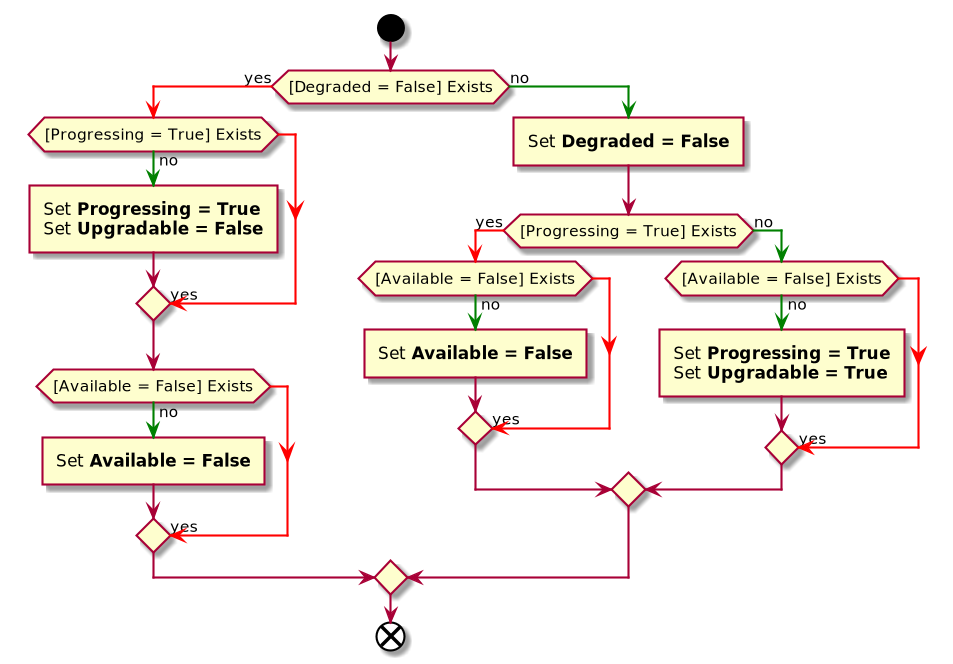 yes
[Degraded = False] Exists
no
[Progressing = True] Exists
no
Set Progressing = True
Set Upgradable = False
yes
[Available = False] Exists
no
Set Available = False
yes
Set Degraded = False
yes
[Progressing = True] Exists
no
[Available = False] Exists
no
Set Available = False
yes
[Available = False] Exists
no
Set Progressing = True
Set Upgradable = True
yes